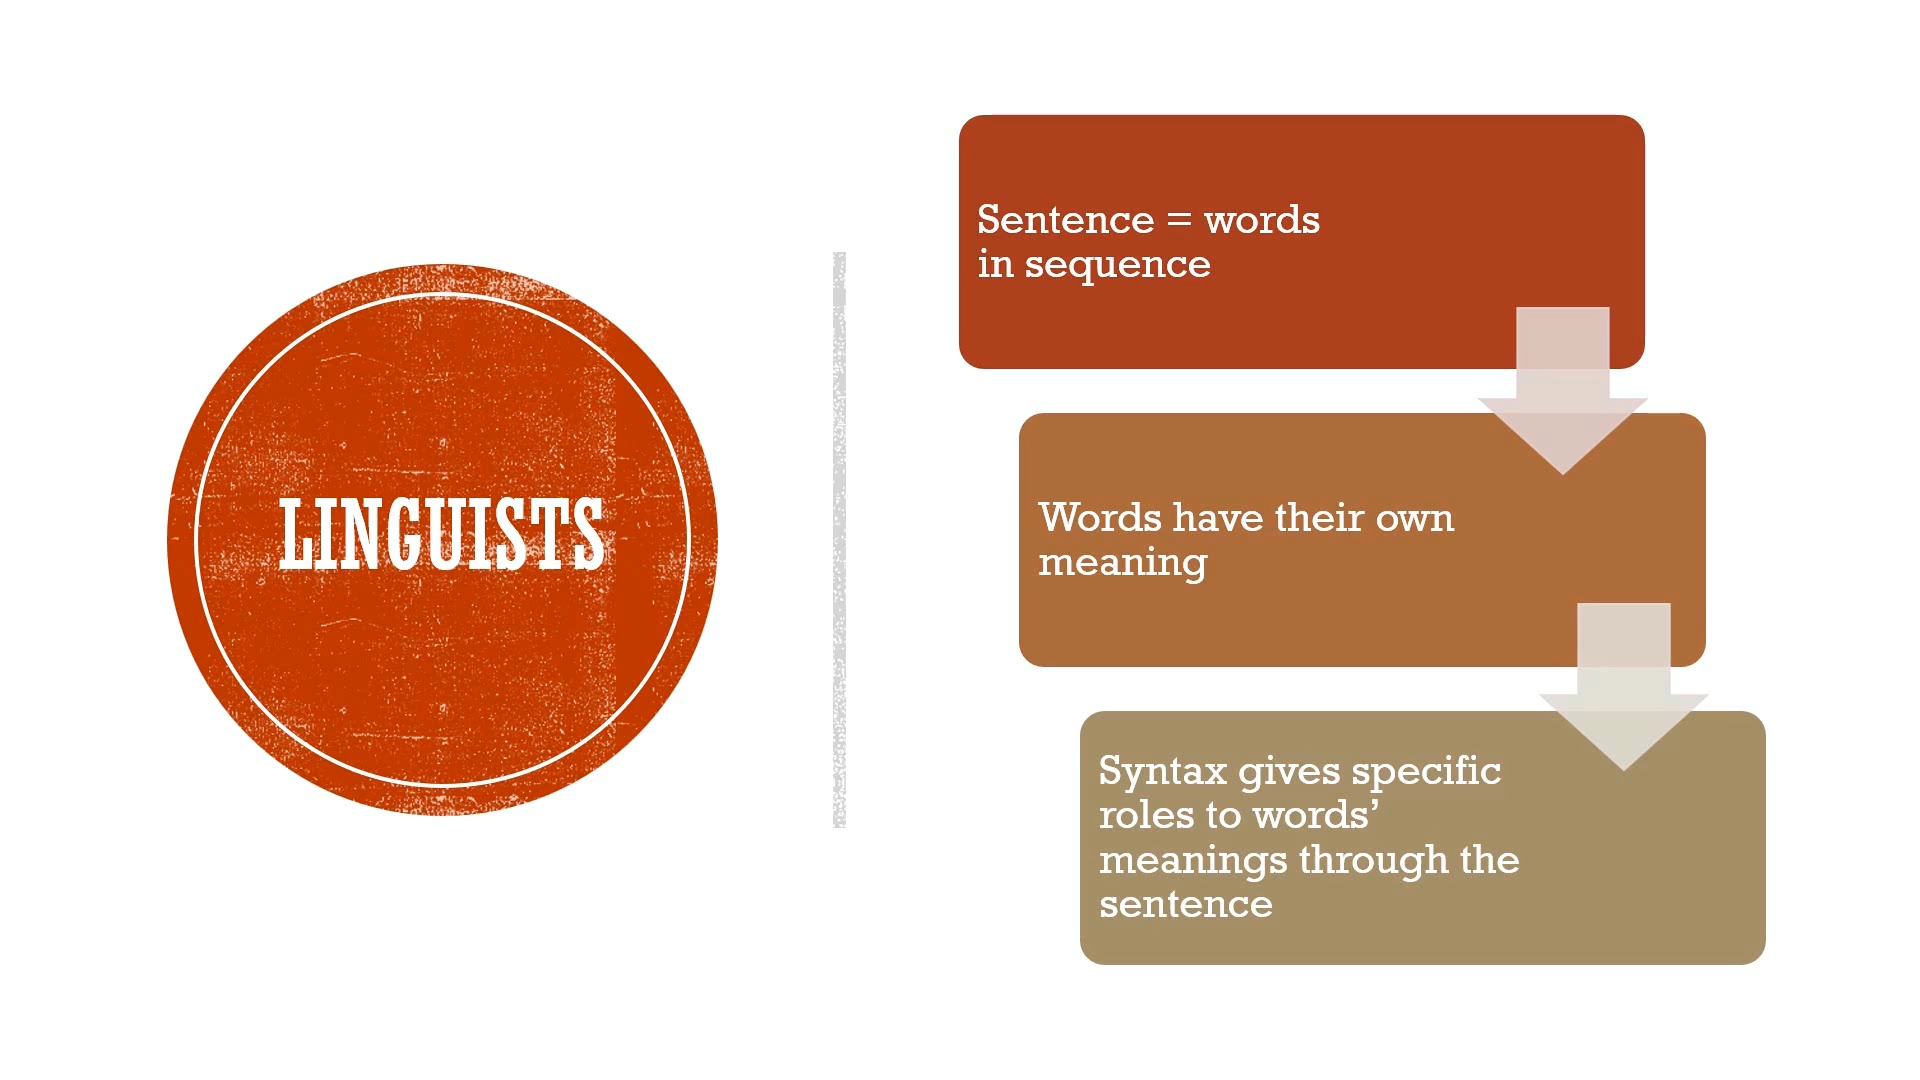 LINGUISTS
Sentence = words
in sequence
Words have their own
meaning
Syntax gives specific
roles to words’
meanings through the
sentence